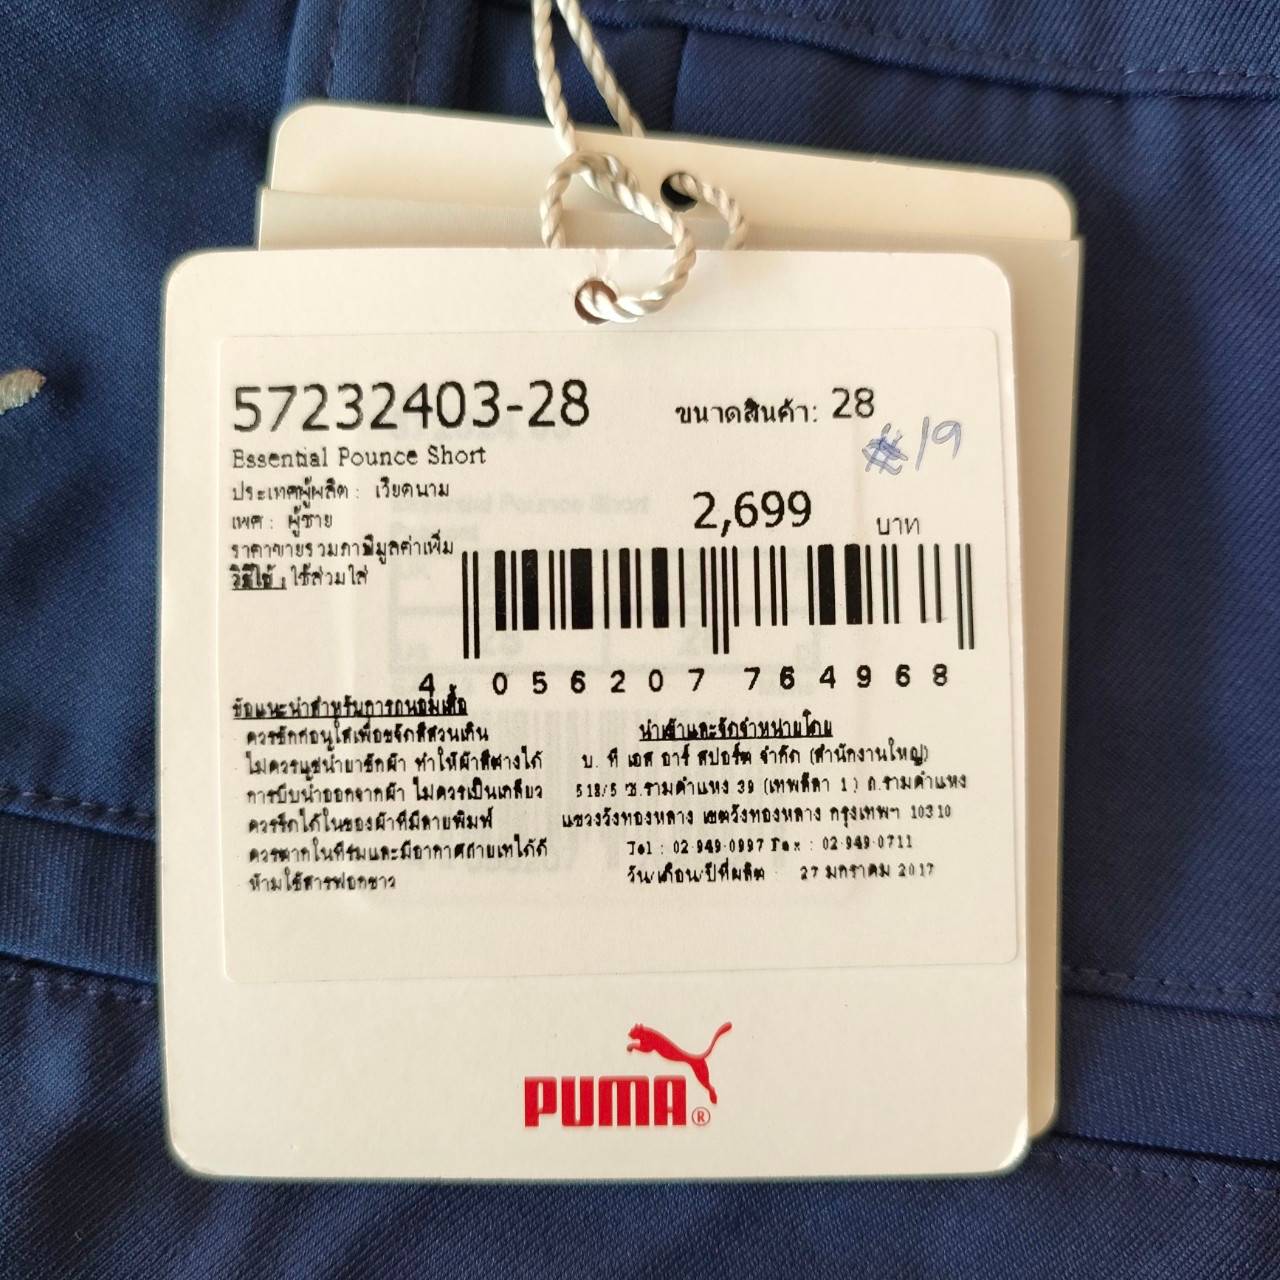 57232403-28
ขนาดสินค้า: 28
#19
Essential Pounce Short
ประเทศผู้ผลิต : เวียดนาม
2,699 บาท
เพศ : ผู้ชาย
ราคาขายรวมภาษีมูลค่าเพิ่ม
วิธีใช้ : ใช้สวมใส่
4 056207 764968
ข้อแนะนำสำหรับการถนอมเสื้อ
ควรซักก่อนใส่เพื่อขจัดสีส่วนเกิน
ไม่ควรแช่น้ำยาซักผ้า ทำให้ผ้าสีด่างได้
การบีบน้ำออกจากผ้า ไม่ควรเป็นเกลียว
ควรรีดใต้ในของผ้าที่มีลายพิมพ์
ควรตากในที่ร่มและมีอากาศถ่ายเทได้ดี
ห้ามใช้สารฟอกขาว
นำเข้าและจัดจำหน่ายโดย
บ. ที เอส อาร์ สปอร์ต จำกัด (สำนักงานใหญ่)
518/5 ซ.รามคำแหง 39 (เทพลีลา 1) ถ.รามคำแหง
แขวงวังทองหลาง เขตวังทองหลาง กรุงเทพฯ 10310
Tel : 02-949-0997 Fax : 02-949-0711
วัน/เดือน/ปีที่ผลิต : 27 มกราคม 2017
PUMA®